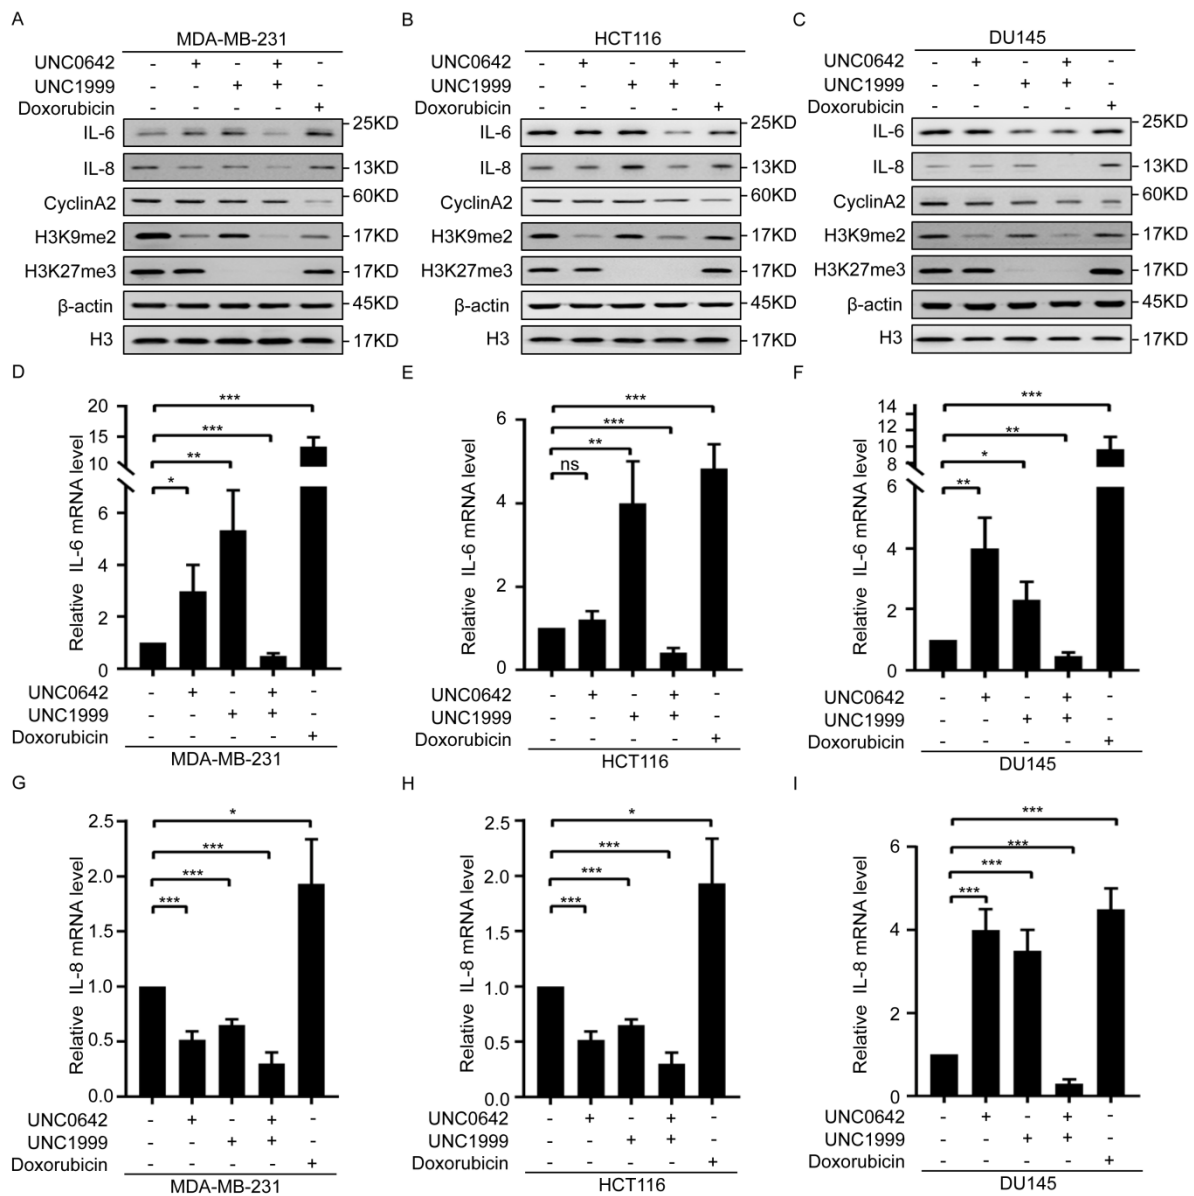 A
MDA-MB-231
UNC0642 - + - + -
UNC1999 - - + + -
Doxorubicin - - - - +
IL-6 25KD
IL-8 13KD
CyclinA2 60KD
H3K9me2 17KD
H3K27me3 17KD
β-actin 45KD
H3 17KD
B
HCT116
UNC0642 - + - + -
UNC1999 - - + + -
Doxorubicin - - - - +
IL-6 25KD
IL-8 13KD
CyclinA2 60KD
H3K9me2 17KD
H3K27me3 17KD
β-actin 45KD
H3 17KD
C
DU145
UNC0642 - + - + -
UNC1999 - - + + -
Doxorubicin - - - - +
IL-6 25KD
IL-8 13KD
CyclinA2 60KD
H3K9me2 17KD
H3K27me3 17KD
β-actin 45KD
H3 17KD
D
Relative IL-6 mRNA level
20
15
10
6
4
2
0
***
***
**
*
UNC0642 - + - + -
UNC1999 - - + + -
Doxorubicin - - - - +
MDA-MB-231
E
Relative IL-6 mRNA level
6
4
2
0
***
***
**
ns
UNC0642 - + - + -
UNC1999 - - + + -
Doxorubicin - - - - +
HCT116
F
Relative IL-6 mRNA level
14
12
10
8
6
4
2
0
***
**
*
**
UNC0642 - + - + -
UNC1999 - - + + -
Doxorubicin - - - - +
DU145
G
Relative IL-8 mRNA level
2.5
2.0
1.5
1.0
0.5
0.0
*
***
***
***
UNC0642 - + - + -
UNC1999 - - + + -
Doxorubicin - - - - +
MDA-MB-231
H
Relative IL-8 mRNA level
2.5
2.0
1.5
1.0
0.5
0.0
*
***
***
***
UNC0642 - + - + -
UNC1999 - - + + -
Doxorubicin - - - - +
HCT116
I
Relative IL-8 mRNA level
6
4
2
0
***
***
***
***
UNC0642 - + - + -
UNC1999 - - + + -
Doxorubicin - - - - +
DU145